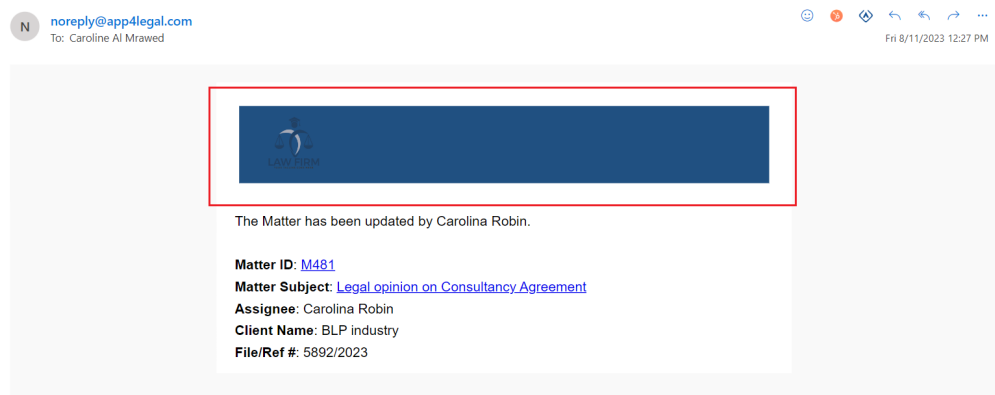 N
noreply@app4legal.com
To: Caroline Al Mrawed
Fri 8/11/2023 12:27 PM
LAW FIRM
The Matter has been updated by Carolina Robin.
Matter ID: M481
Matter Subject: Legal opinion on Consultancy Agreement
Assignee: Carolina Robin
Client Name: BLP industry
File/Ref #: 5892/2023